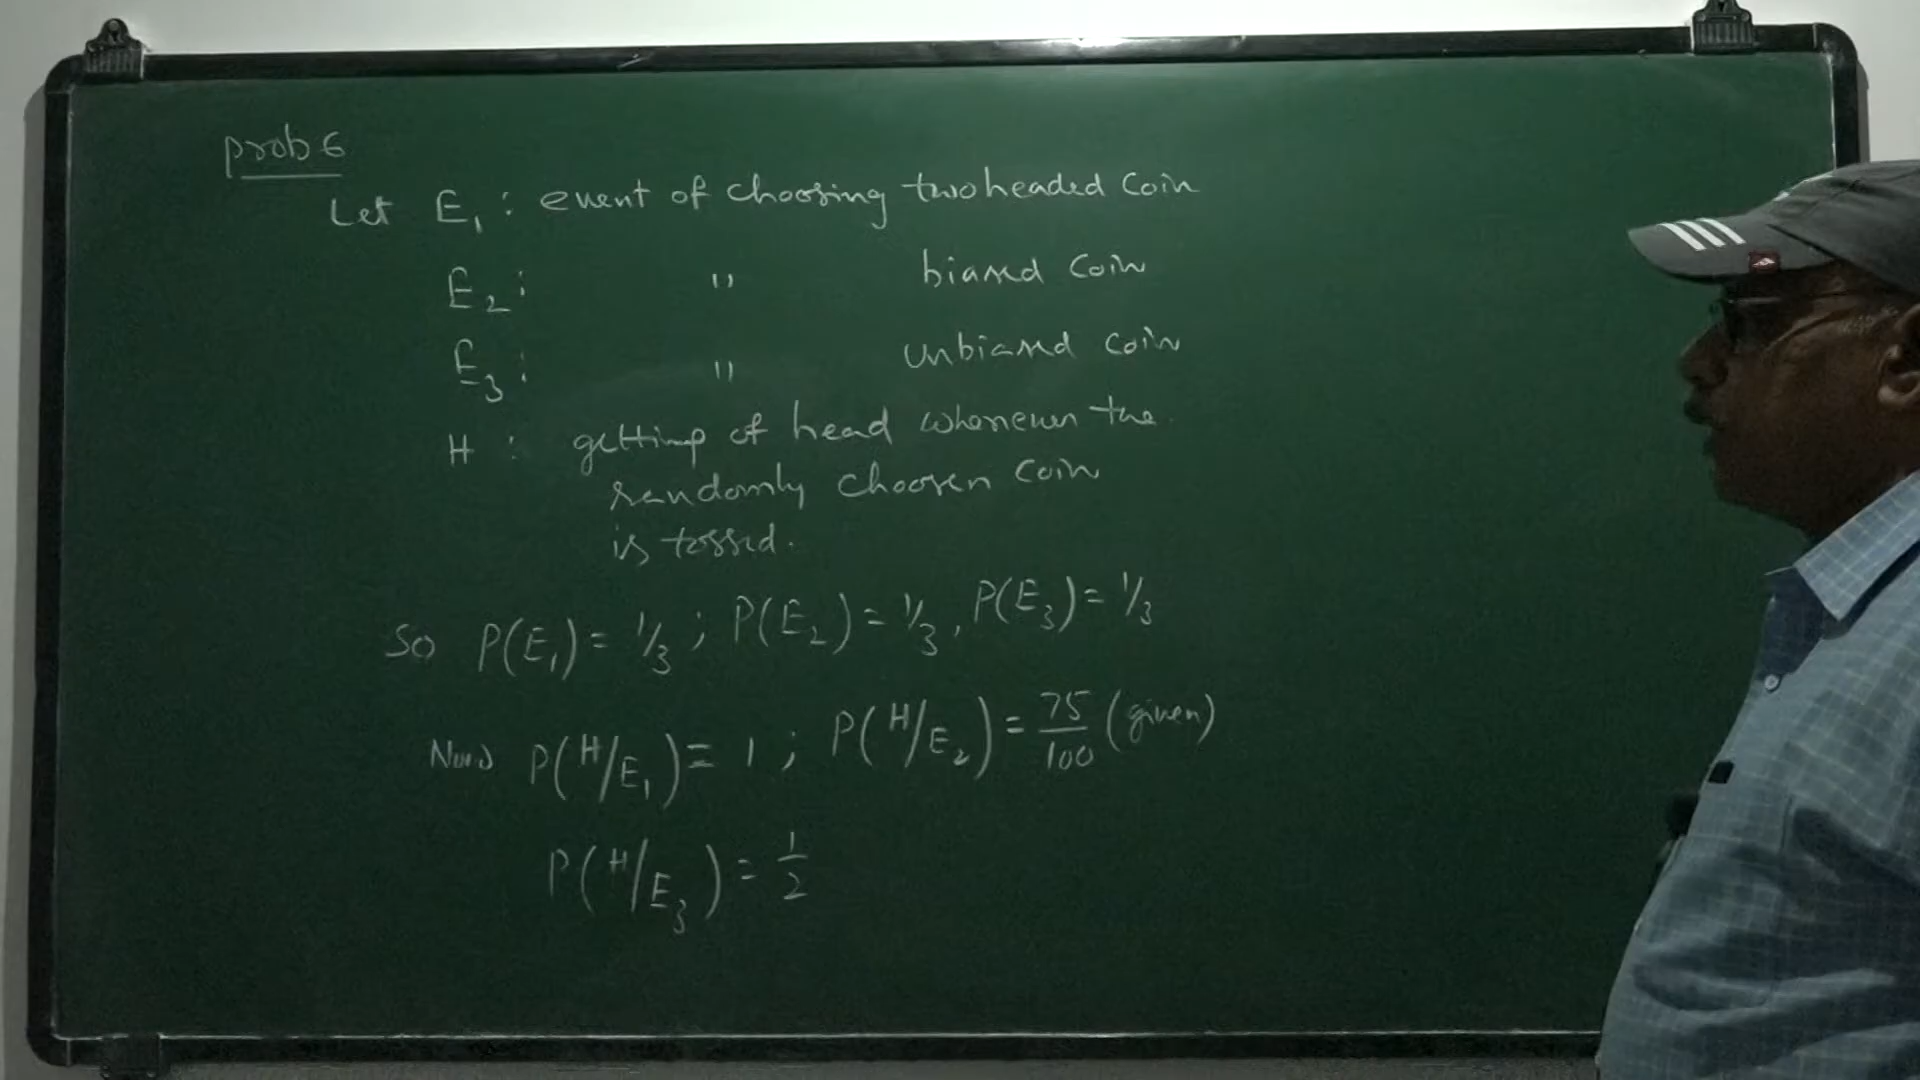 prob 6
Let E₁ : event of choosing two headed coin
E₂ : " biased coin
E₃ : " unbiased coin
H : getting of head whenever the
randomly choosen coin
is tossed.
So P(E₁) = 1/3 ; P(E₂) = 1/3, P(E₃) = 1/3
Now P(H/E₁) = 1 ; P(H/E₂) = 75/100 (given)
P(H/E₃) = 1/2